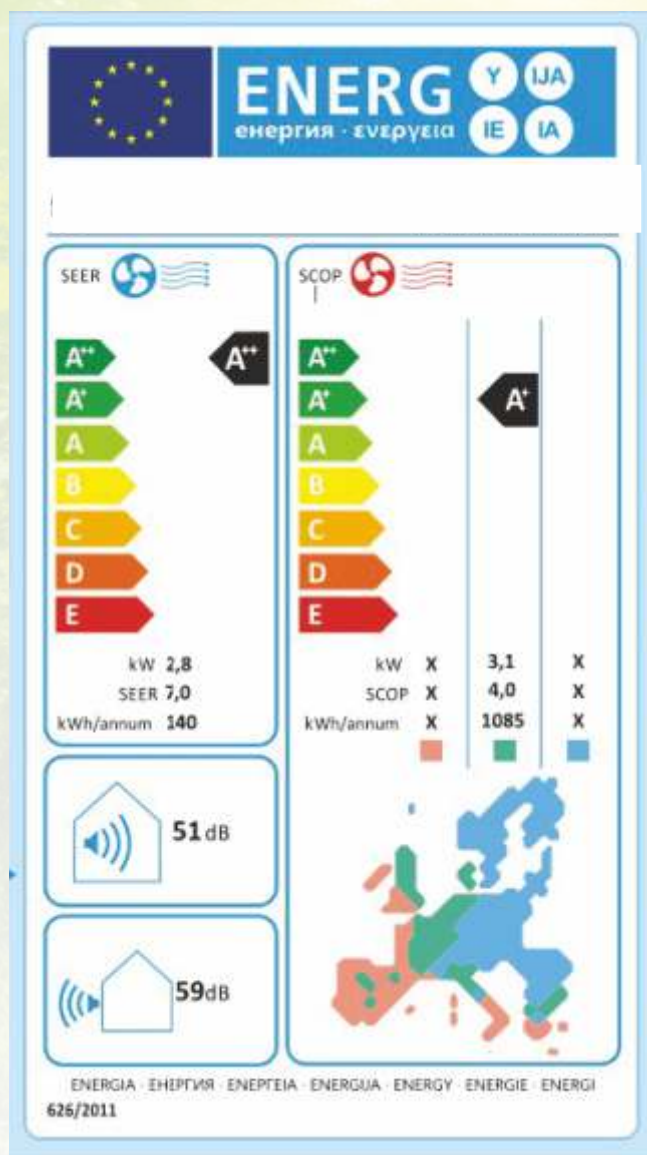 ENERG Y IJA
енергия · ενεργεια IE IA
SEER
A++
A+
A
B
C
D
E
A++
kW 2,8
SEER 7,0
kWh/annum 140
SCOP
A++
A+
A
B
C
D
E
A+
kW X 3,1 X
SCOP X 4,0 X
kWh/annum X 1085 X
51dB
59dB
ENERGIA · ЕНЕРГИЯ · ΕΝΕΡΓΕΙΑ · ENERGIJA · ENERGY · ENERGIE · ENERGI
626/2011